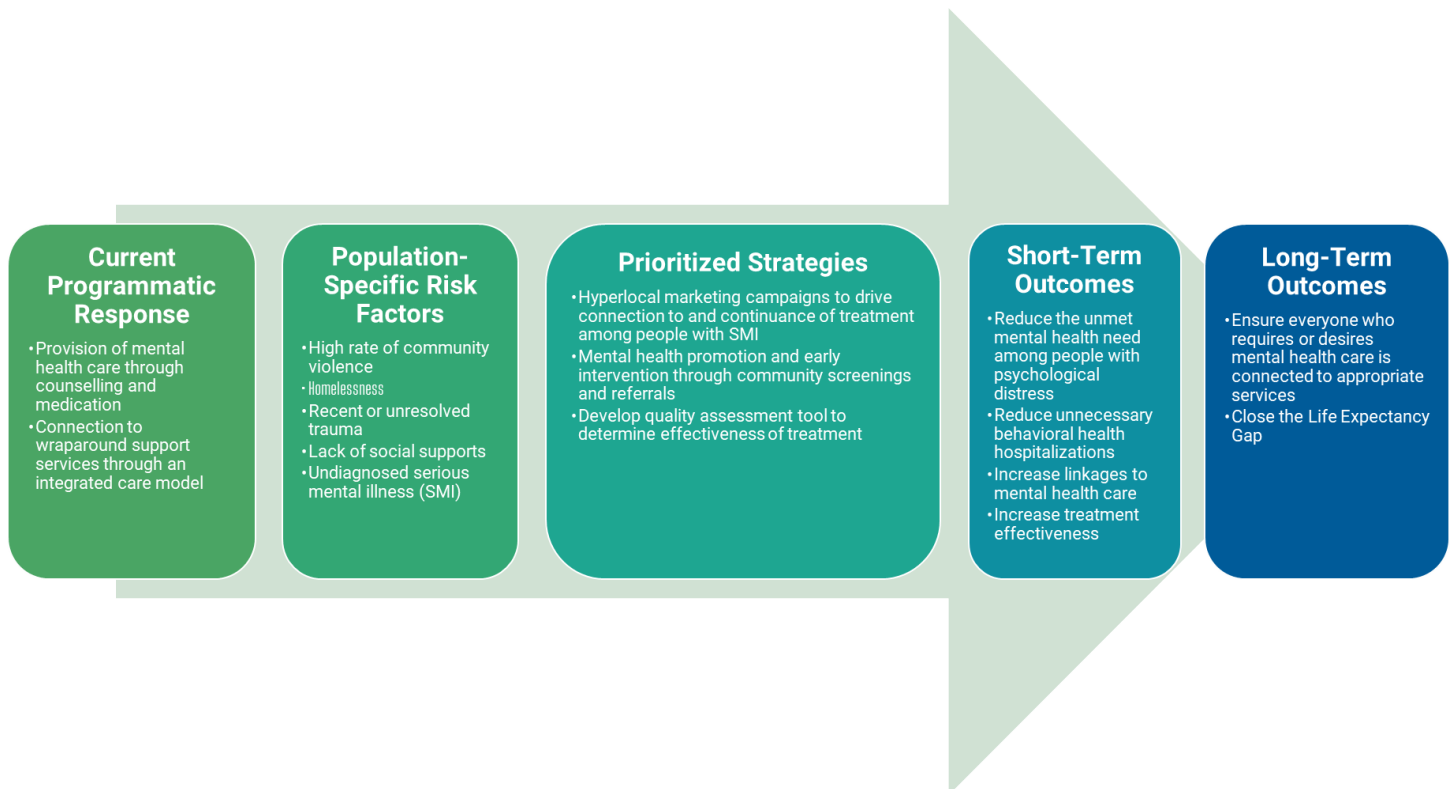 Current
Programmatic
Response
•Provision of mental
health care through
counselling and
medication
•Connection to
wraparound support
services through an
integrated care model
Population-
Specific Risk
Factors
•High rate of community
violence
•Homelessness
•Recent or unresolved
trauma
•Lack of social supports
•Undiagnosed serious
mental illness (SMI)
Prioritized Strategies
•Hyperlocal marketing campaigns to drive
connection to and continuance of treatment
among people with SMI
•Mental health promotion and early
intervention through community screenings
and referrals
•Develop quality assessment tool to
determine effectiveness of treatment
Short-Term
Outcomes
•Reduce the unmet
mental health need
among people with
psychological
distress
•Reduce unnecessary
behavioral health
hospitalizations
•Increase linkages to
mental health care
•Increase treatment
effectiveness
Long-Term
Outcomes
•Ensure everyone who
requires or desires
mental health care is
connected to appropriate
services
•Close the Life Expectancy
Gap